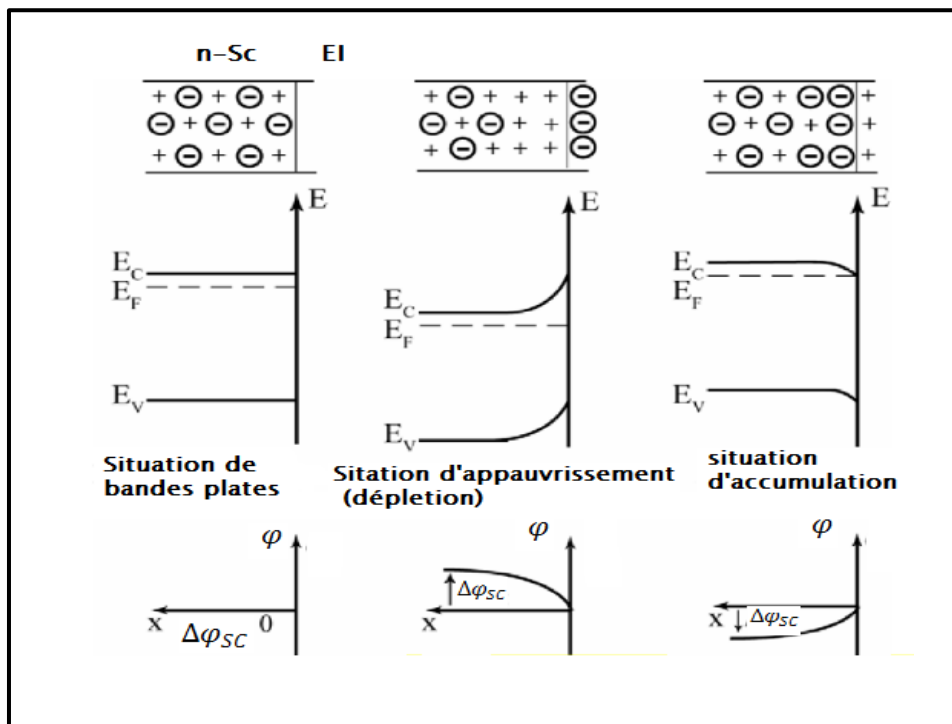 n-Sc El
E E E
E_C E_C E_C
E_F E_F E_F
E_V E_V E_V
Situation de
bandes plates
Sitation d'appauvrissement
(dépletion)
situation
d'accumulation
φ φ φ
x 0 x x
Δφ_SC Δφ_SC Δφ_SC